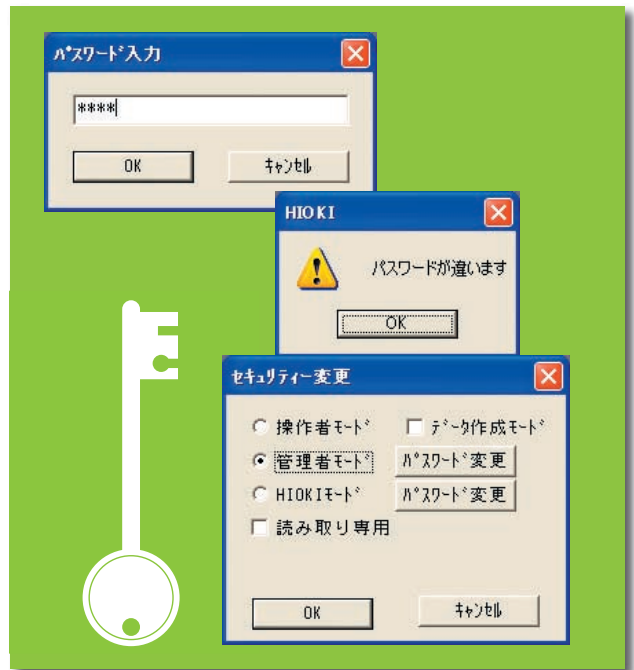 ﾊﾟｽﾜｰﾄﾞ入力
****
OK
ｷｬﾝｾﾙ
HIOKI
パスワードが違います
OK
ｾｷｭﾘﾃｨｰ変更
操作者ﾓｰﾄﾞ
ﾃﾞｰﾀ作成ﾓｰﾄﾞ
管理者ﾓｰﾄﾞ
ﾊﾟｽﾜｰﾄﾞ変更
HIOKIﾓｰﾄﾞ
ﾊﾟｽﾜｰﾄﾞ変更
読み取り専用
OK
ｷｬﾝｾﾙ